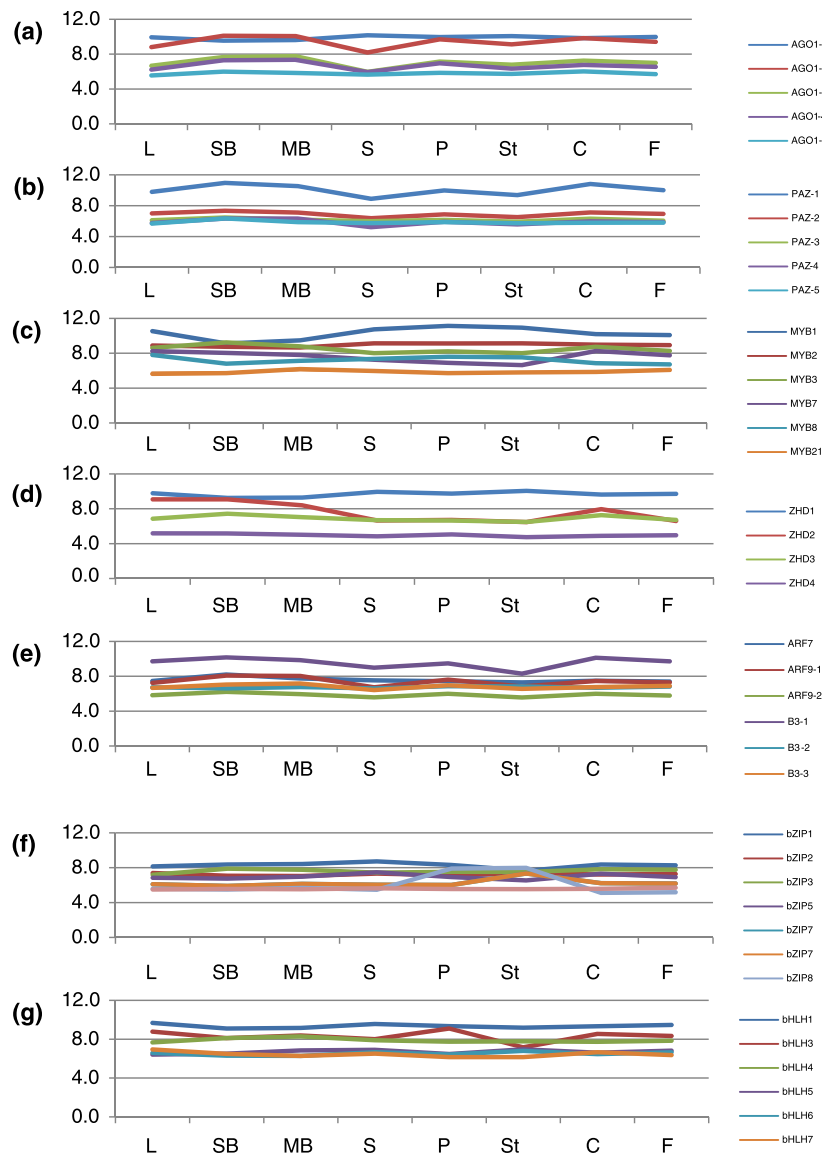 (a)
12.0
8.0
4.0
0.0
L SB MB S P St C F
AGO1-
AGO1-
AGO1-
AGO1-
AGO1-
(b)
12.0
8.0
4.0
0.0
L SB MB S P St C F
PAZ-1
PAZ-2
PAZ-3
PAZ-4
PAZ-5
(c)
12.0
8.0
4.0
0.0
L SB MB S P St C F
MYB1
MYB2
MYB3
MYB7
MYB8
MYB21
(d)
12.0
8.0
4.0
0.0
L SB MB S P St C F
ZHD1
ZHD2
ZHD3
ZHD4
(e)
12.0
8.0
4.0
0.0
L SB MB S P St C F
ARF7
ARF9-1
ARF9-2
B3-1
B3-2
B3-3
(f)
12.0
8.0
4.0
0.0
L SB MB S P St C F
bZIP1
bZIP2
bZIP3
bZIP5
bZIP7
bZIP7
bZIP8
(g)
12.0
8.0
4.0
0.0
L SB MB S P St C F
bHLH1
bHLH3
bHLH4
bHLH5
bHLH6
bHLH7